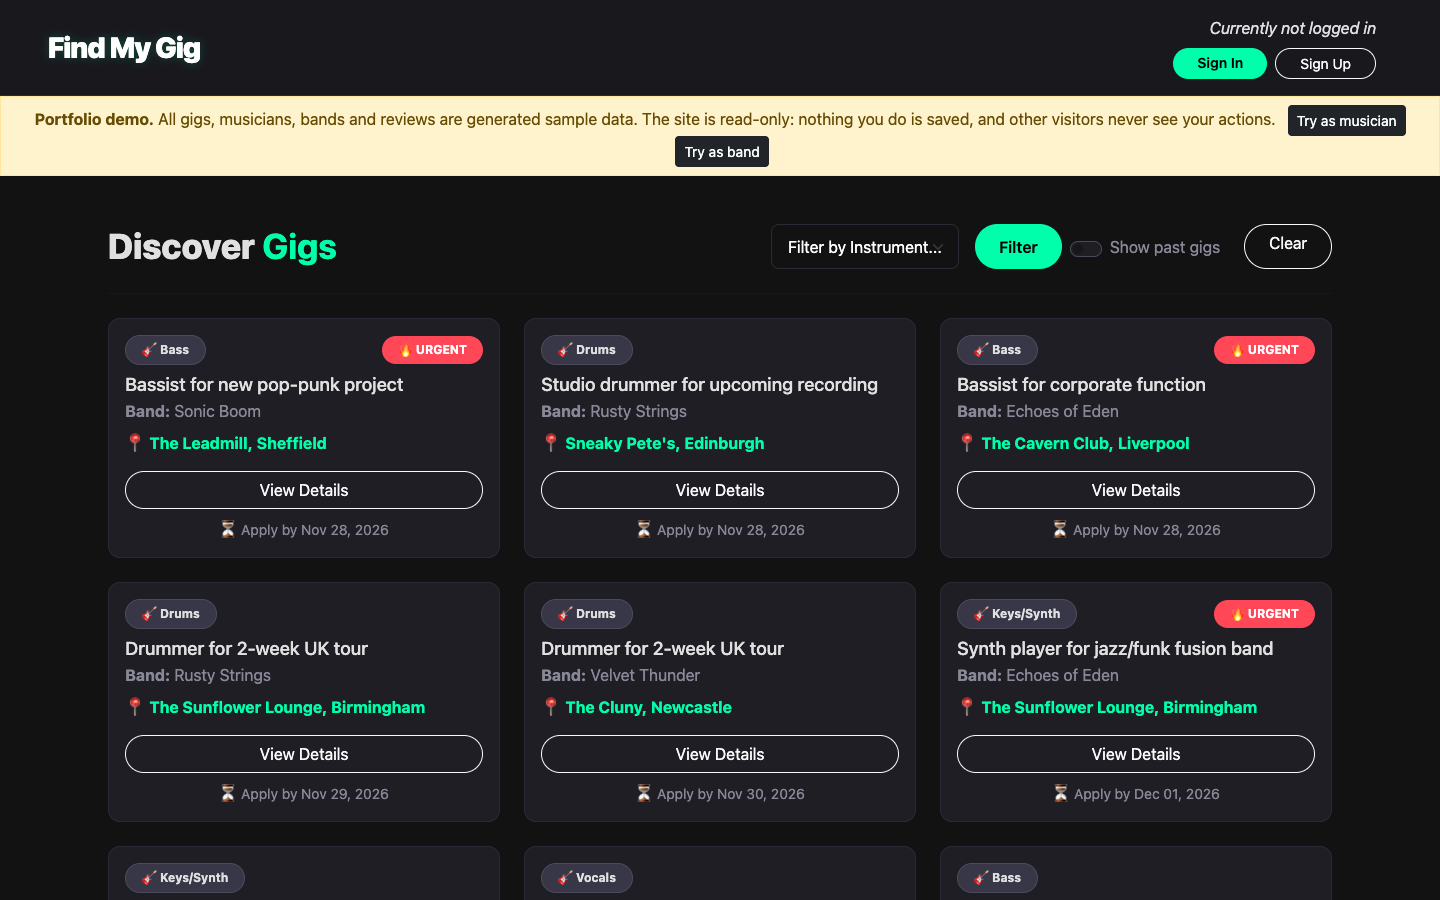 Find My Gig
Currently not logged in
Sign In
Sign Up
Portfolio demo. All gigs, musicians, bands and reviews are generated sample data. The site is read-only: nothing you do is saved, and other visitors never see your actions. Try as musician
Try as band
Discover Gigs
Filter by Instrument...
Filter
Show past gigs
Clear
Bass
URGENT
Bassist for new pop-punk project
Band: Sonic Boom
The Leadmill, Sheffield
View Details
Apply by Nov 28, 2026
Drums
Studio drummer for upcoming recording
Band: Rusty Strings
Sneaky Pete's, Edinburgh
View Details
Apply by Nov 28, 2026
Bass
URGENT
Bassist for corporate function
Band: Echoes of Eden
The Cavern Club, Liverpool
View Details
Apply by Nov 28, 2026
Drums
Drummer for 2-week UK tour
Band: Rusty Strings
The Sunflower Lounge, Birmingham
View Details
Apply by Nov 29, 2026
Drums
Drummer for 2-week UK tour
Band: Velvet Thunder
The Cluny, Newcastle
View Details
Apply by Nov 30, 2026
Keys/Synth
URGENT
Synth player for jazz/funk fusion band
Band: Echoes of Eden
The Sunflower Lounge, Birmingham
View Details
Apply by Dec 01, 2026
Keys/Synth
Vocals
Bass